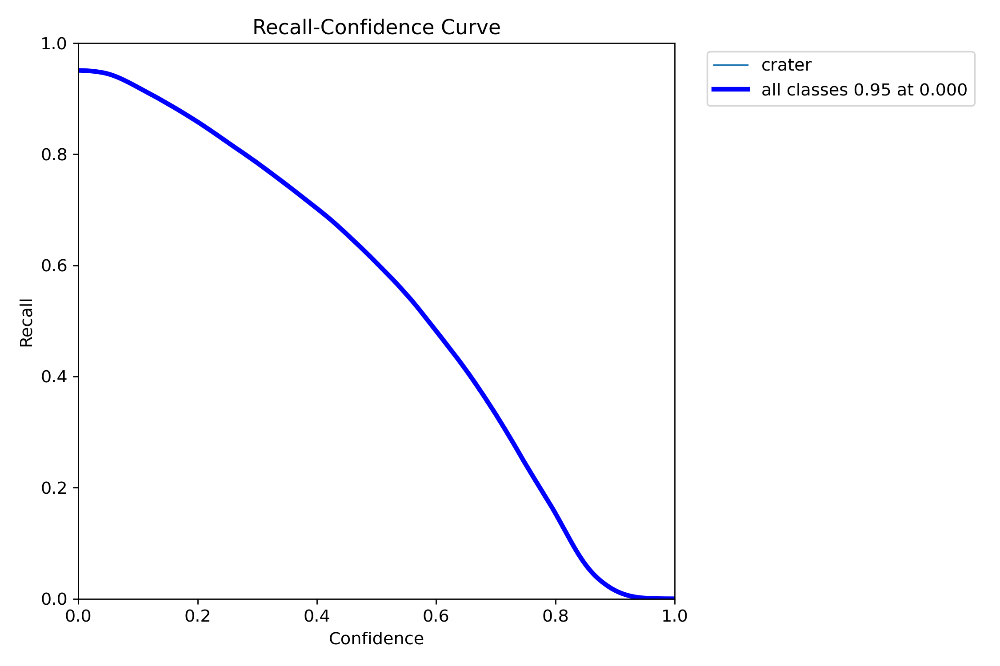 Recall-Confidence Curve
crater
all classes 0.95 at 0.000
1.0
0.8
0.6
0.4
0.2
0.0
Recall
0.0 0.2 0.4 0.6 0.8 1.0
Confidence